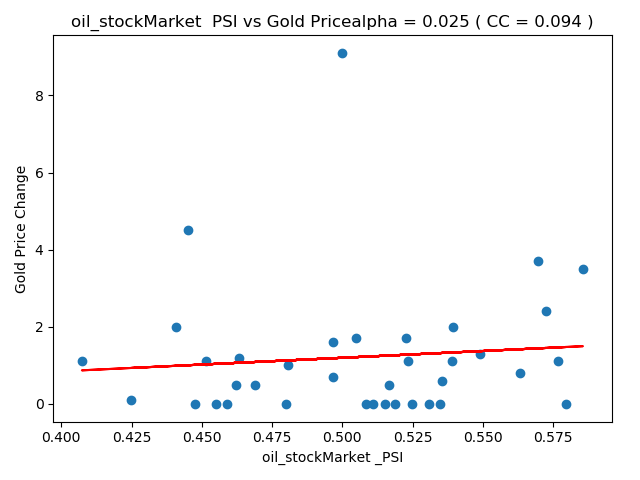 oil_stockMarket  PSI vs Gold Pricealpha = 0.025 ( CC = 0.094 )
8
6
4
2
0
Gold Price Change
0.400 0.425 0.450 0.475 0.500 0.525 0.550 0.575
oil_stockMarket _PSI